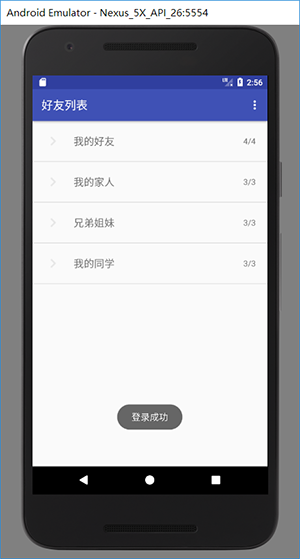 Android Emulator - Nexus_5X_API_26:5554
2:56
好友列表
我的好友 4/4
我的家人 3/3
兄弟姐妹 3/3
我的同学 3/3
登录成功